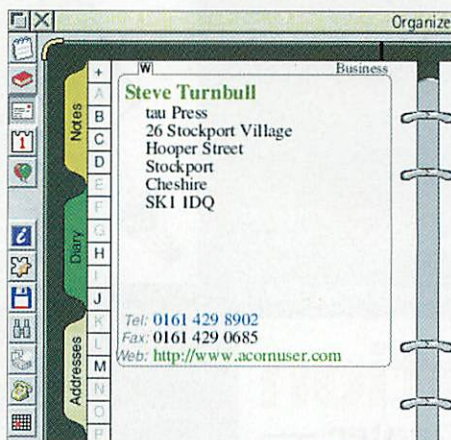 Organize
W Business
Steve Turnbull
tau Press
26 Stockport Village
Hooper Street
Stockport
Cheshire
SK1 1DQ
Tel: 0161 429 8902
Fax: 0161 429 0685
Web: http://www.acornuser.com
Notes
Diary
Addresses
+
A
B
C
D
E
F
G
H
I
J
K
L
M
N
O
P
1
i